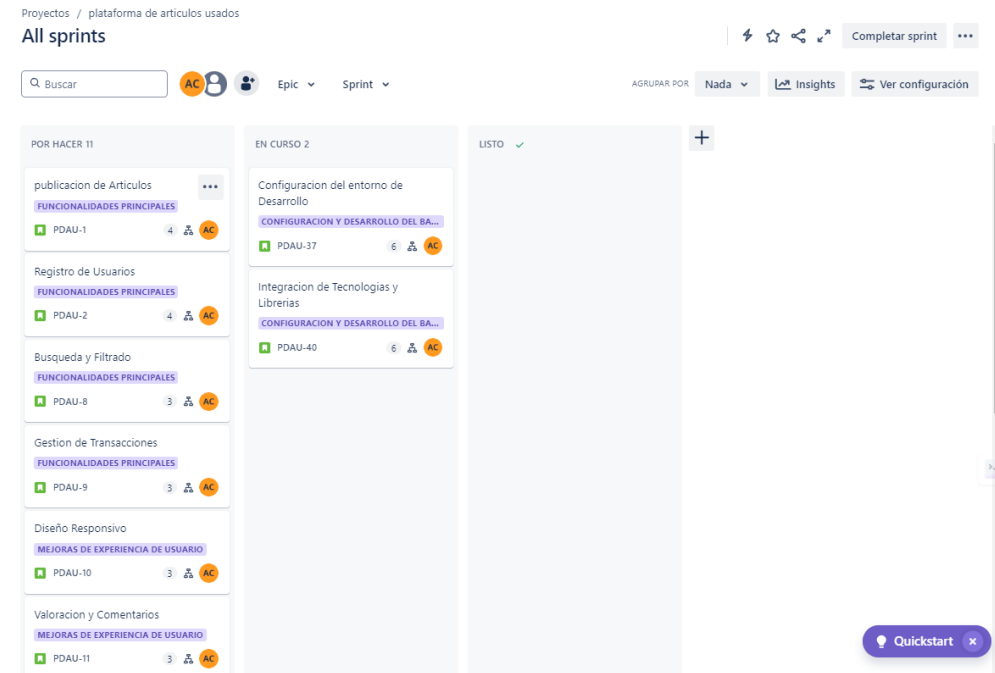 Proyectos / plataforma de articulos usados
All sprints
Completar sprint
Buscar
AC
Epic
Sprint
AGRUPAR POR
Nada
Insights
Ver configuración
POR HACER 11
publicacion de Articulos
FUNCIONALIDADES PRINCIPALES
PDAU-1 4 AC
Registro de Usuarios
FUNCIONALIDADES PRINCIPALES
PDAU-2 4 AC
Busqueda y Filtrado
FUNCIONALIDADES PRINCIPALES
PDAU-8 3 AC
Gestion de Transacciones
FUNCIONALIDADES PRINCIPALES
PDAU-9 3 AC
Diseño Responsivo
MEJORAS DE EXPERIENCIA DE USUARIO
PDAU-10 3 AC
Valoracion y Comentarios
MEJORAS DE EXPERIENCIA DE USUARIO
PDAU-11 3 AC
EN CURSO 2
Configuracion del entorno de
Desarrollo
CONFIGURACION Y DESARROLLO DEL BA...
PDAU-37 6 AC
Integracion de Tecnologias y
Librerias
CONFIGURACION Y DESARROLLO DEL BA...
PDAU-40 6 AC
LISTO
Quickstart